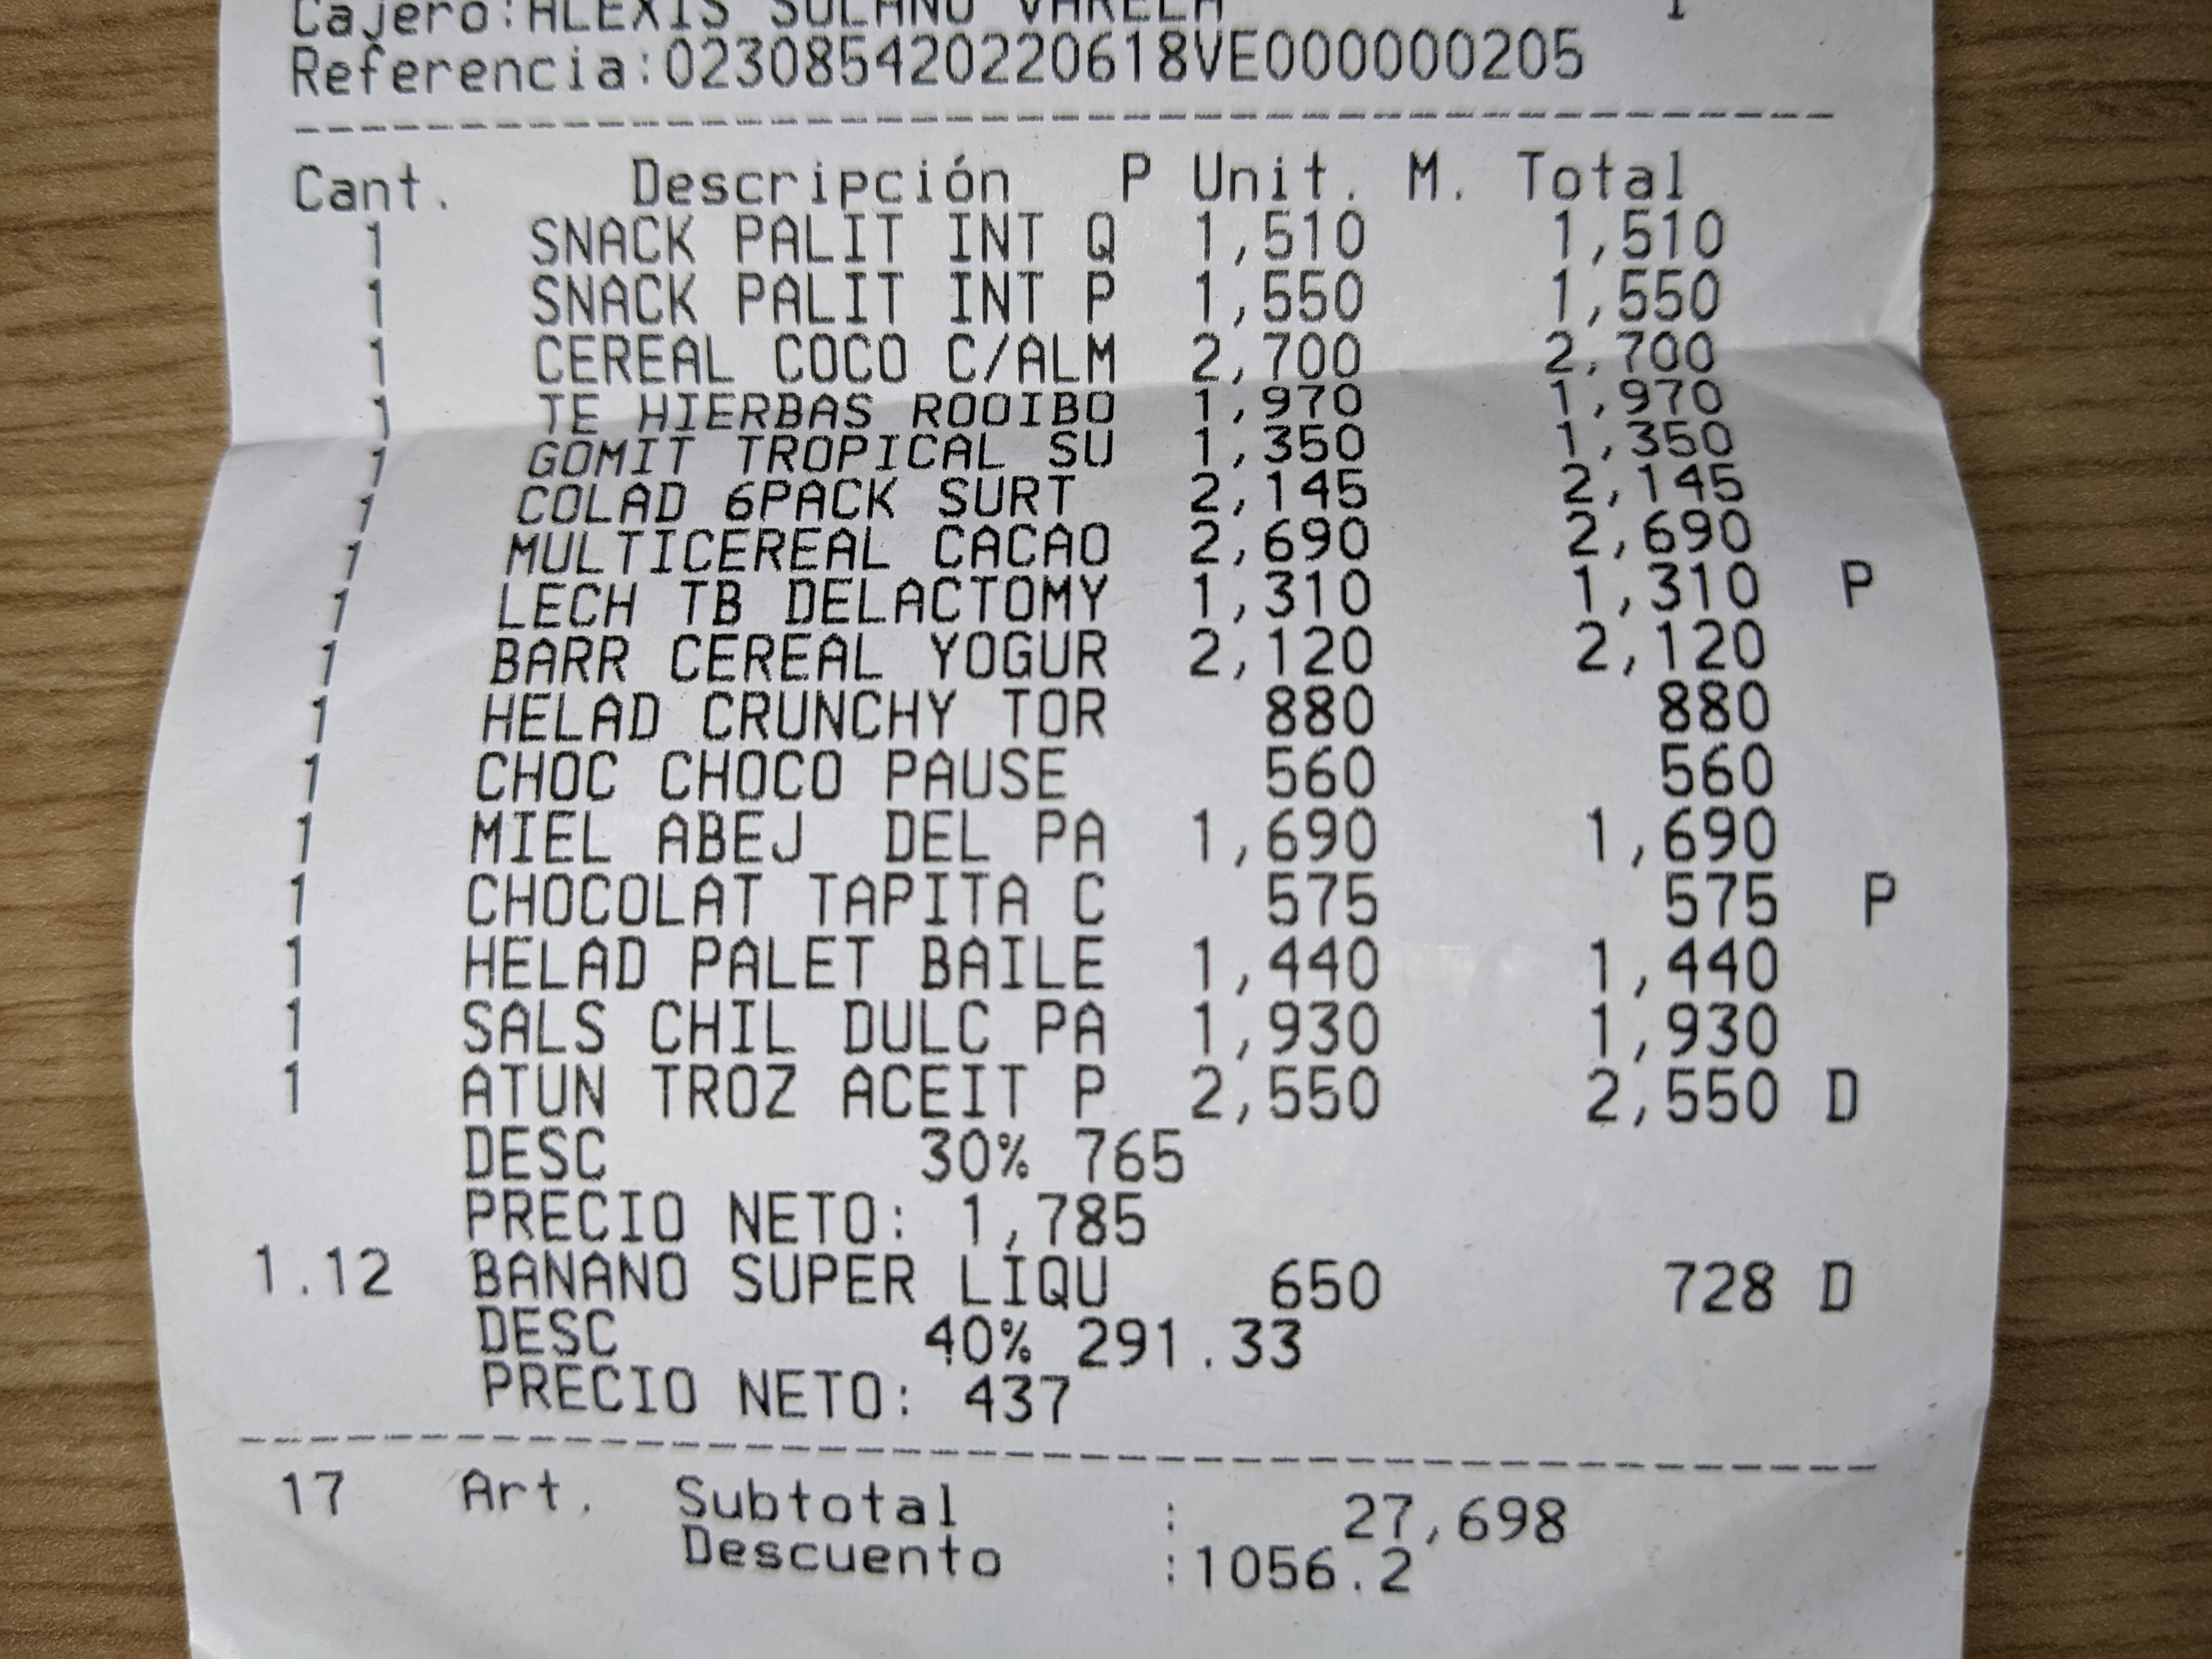 Cajero:ALEXIS SOLANO VARELA
Referencia:023085420220618VE000000205
Cant. Descripción P Unit. M. Total
1 SNACK PALIT INT Q 1,510 1,510
1 SNACK PALIT INT P 1,550 1,550
1 CEREAL COCO C/ALM 2,700 2,700
1 TE HIERBAS ROOIBO 1,970 1,970
1 GOMIT TROPICAL SU 1,350 1,350
1 COLAD 6PACK SURT 2,145 2,145
1 MULTICEREAL CACAO 2,690 2,690
1 LECH TB DELACTOMY 1,310 1,310 P
1 BARR CEREAL YOGUR 2,120 2,120
1 HELAD CRUNCHY TOR 880 880
1 CHOC CHOCO PAUSE 560 560
1 MIEL ABEJ DEL PA 1,690 1,690
1 CHOCOLAT TAPITA C 575 575 P
1 HELAD PALET BAILE 1,440 1,440
1 SALS CHIL DULC PA 1,930 1,930
1 ATUN TROZ ACEIT P 2,550 2,550 D
DESC 30% 765
PRECIO NETO: 1,785
1.12 BANANO SUPER LIQU 650 728 D
DESC 40% 291.33
PRECIO NETO: 437
17 Art. Subtotal : 27,698
Descuento :1056.2